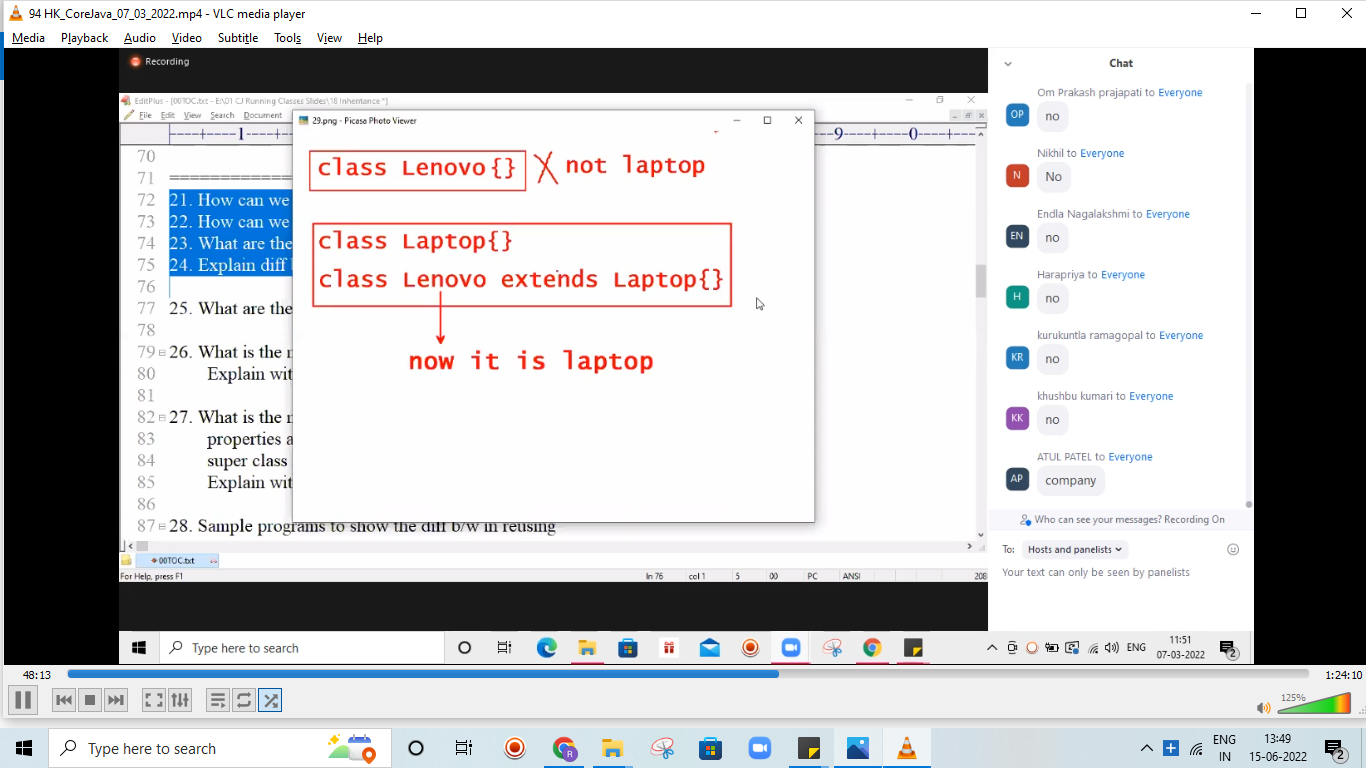 94 HK_CoreJava_07_03_2022.mp4 - VLC media player
Media Playback Audio Video Subtitle Tools View Help
Recording
EditPlus - [00TOC.txt - E:\01 CJ Running Classes Slides\18 Inheritance *]
File Edit View Search Document
29.png - Picasa Photo Viewer
----+----1----+
--9----+----0----+---
70
71 =============
72 21. How can we
73 22. How can we
74 23. What are the
75 24. Explain diff b
76
77 25. What are the
78
79 26. What is the m
80 Explain wit
81
82 27. What is the m
83 properties a
84 super class
85 Explain wit
86
87 28. Sample programs to show the diff b/w in reusing
class Lenovo{} X not laptop
class Laptop{}
class Lenovo extends Laptop{}
now it is laptop
00TOC.txt
For Help, press F1 ln 76 col 1 5 00 PC ANSI 208
Chat
Om Prakash prajapati to Everyone
OP no
Nikhil to Everyone
N No
Endla Nagalakshmi to Everyone
EN no
Harapriya to Everyone
H no
kurukuntla ramagopal to Everyone
KR no
khushbu kumari to Everyone
KK no
ATUL PATEL to Everyone
AP company
Who can see your messages? Recording On
To: Hosts and panelists
Your text can only be seen by panelists
Type here to search
ENG
11:51
07-03-2022
2
48:13
1:24:10
125%
Type here to search
R
ENG
IN
13:49
15-06-2022
2